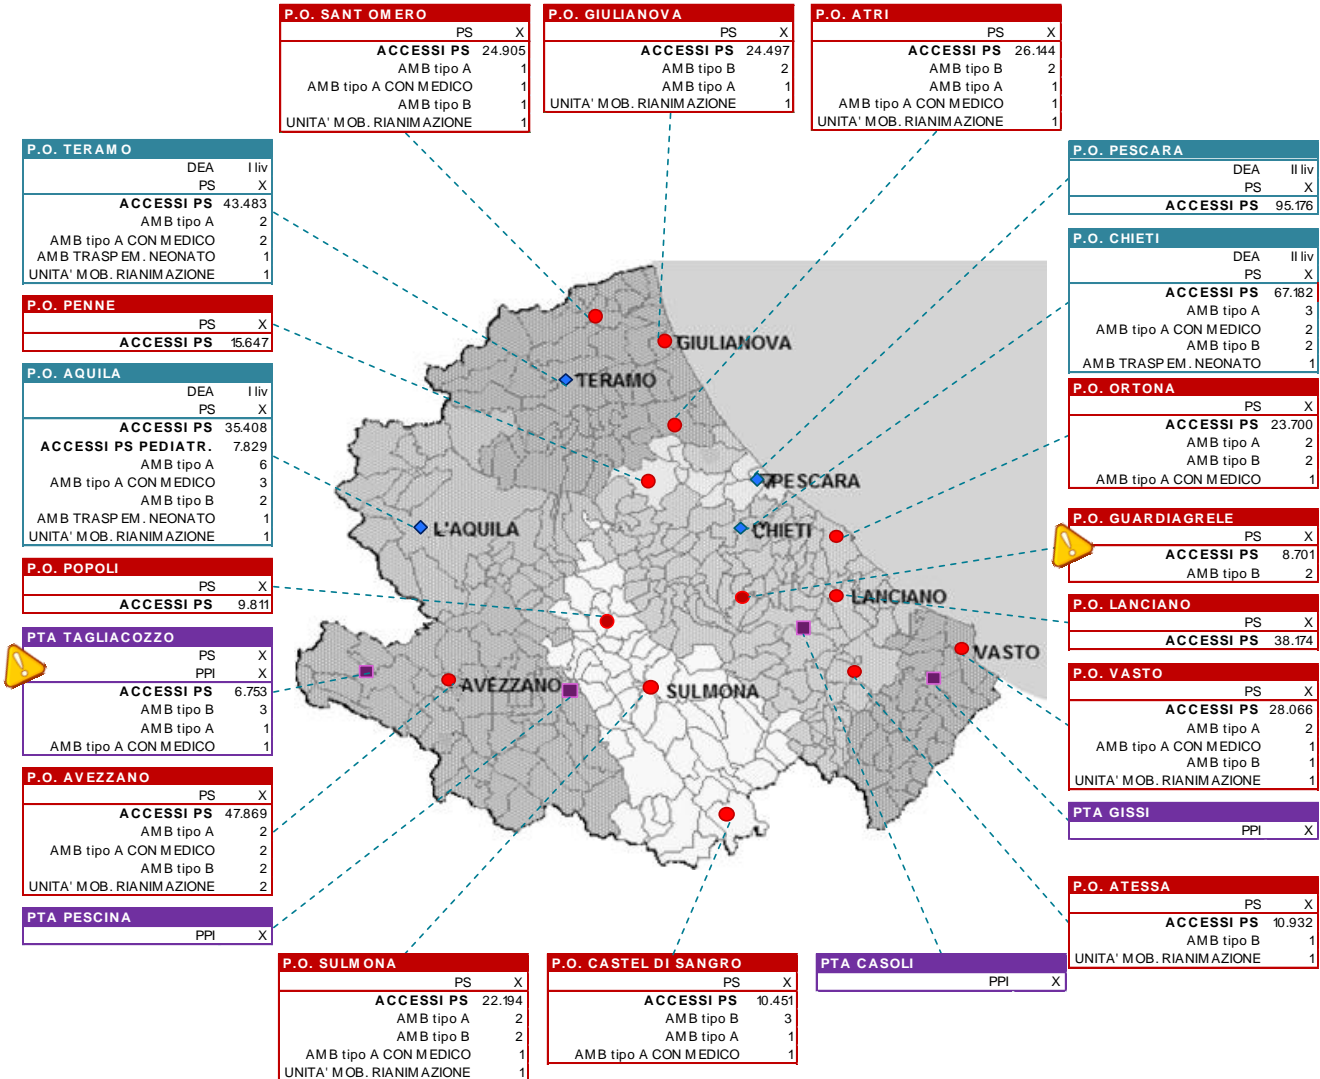 P.O. SANT OMERO
PS X
ACCESSI PS 24.905
AMB tipo A 1
AMB tipo A CON MEDICO 1
AMB tipo B 1
UNITA' MOB. RIANIMAZIONE 1
P.O. GIULIANOVA
PS X
ACCESSI PS 24.497
AMB tipo B 2
AMB tipo A 1
UNITA' MOB. RIANIMAZIONE 1
P.O. ATRI
PS X
ACCESSI PS 26.144
AMB tipo B 2
AMB tipo A 1
AMB tipo A CON MEDICO 1
UNITA' MOB. RIANIMAZIONE 1
P.O. TERAMO
DEA I liv
PS X
ACCESSI PS 43.483
AMB tipo A 2
AMB tipo A CON MEDICO 2
AMB TRASP EM. NEONATO 1
UNITA' MOB. RIANIMAZIONE 1
P.O. PENNE
PS X
ACCESSI PS 15.647
P.O. AQUILA
DEA I liv
PS X
ACCESSI PS 35.408
ACCESSI PS PEDIATR. 7.829
AMB tipo A 6
AMB tipo A CON MEDICO 3
AMB tipo B 2
AMB TRASP EM. NEONATO 1
UNITA' MOB. RIANIMAZIONE 1
P.O. POPOLI
PS X
ACCESSI PS 9.811
PTA TAGLIACOZZO
PS X
PPI X
ACCESSI PS 6.753
AMB tipo B 3
AMB tipo A 1
AMB tipo A CON MEDICO 1
P.O. AVEZZANO
PS X
ACCESSI PS 47.869
AMB tipo A 2
AMB tipo A CON MEDICO 2
AMB tipo B 2
UNITA' MOB. RIANIMAZIONE 2
PTA PESCINA
PPI X
GIULIANOVA
TERAMO
PESCARA
L'AQUILA
CHIETI
LANCIANO
VASTO
AVEZZANO
SULMONA
P.O. PESCARA
DEA II liv
PS X
ACCESSI PS 95.176
P.O. CHIETI
DEA II liv
PS X
ACCESSI PS 67.182
AMB tipo A 3
AMB tipo A CON MEDICO 2
AMB tipo B 2
AMB TRASP EM. NEONATO 1
P.O. ORTONA
PS X
ACCESSI PS 23.700
AMB tipo A 2
AMB tipo B 2
AMB tipo A CON MEDICO 1
P.O. GUARDIAGRELE
PS X
ACCESSI PS 8.701
AMB tipo B 2
P.O. LANCIANO
PS X
ACCESSI PS 38.174
P.O. VASTO
PS X
ACCESSI PS 28.066
AMB tipo A 2
AMB tipo A CON MEDICO 1
AMB tipo B 1
UNITA' MOB. RIANIMAZIONE 1
PTA GISSI
PPI X
P.O. ATESSA
PS X
ACCESSI PS 10.932
AMB tipo B 1
UNITA' MOB. RIANIMAZIONE 1
P.O. SULMONA
PS X
ACCESSI PS 22.194
AMB tipo A 2
AMB tipo B 2
AMB tipo A CON MEDICO 1
UNITA' MOB. RIANIMAZIONE 1
P.O. CASTEL DI SANGRO
PS X
ACCESSI PS 10.451
AMB tipo B 3
AMB tipo A 1
AMB tipo A CON MEDICO 1
PTA CASOLI
PPI X